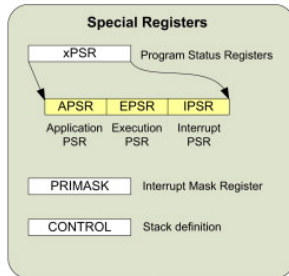 Special Registers
xPSR Program Status Registers
APSR EPSR IPSR
Application Execution Interrupt
PSR PSR PSR
PRIMASK Interrupt Mask Register
CONTROL Stack definition